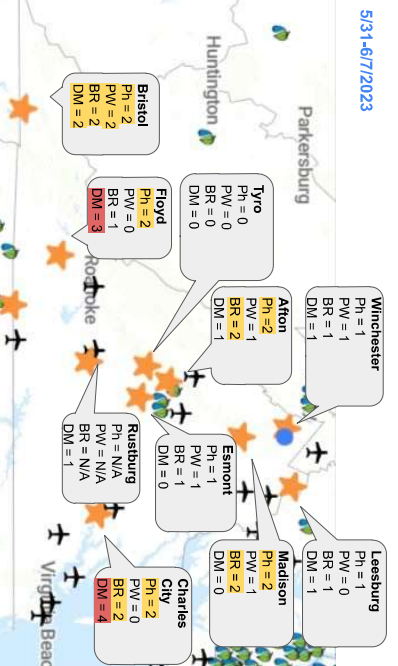 5/31-6/7/2023
Parkersburg
Huntington
Winchester
Ph = 1
PW = 1
BR = 1
DM = 1
Leesburg
Ph = 1
PW = 0
BR = 1
DM = 1
Tyro
Ph = 0
PW = 0
BR = 0
DM = 0
Afton
Ph =2
PW = 1
BR = 2
DM = 1
Madison
Ph = 2
PW = 1
BR = 2
DM = 0
Esmont
Ph = 1
PW = 1
BR = 1
DM = 0
Bristol
Ph = 2
PW = 2
BR = 2
DM = 2
Floyd
Ph = 2
PW = 0
BR = 1
DM = 3
Roanoke
Rustburg
Ph = N/A
PW = N/A
BR = N/A
DM = 1
Charles
City
Ph = 2
PW = 0
BR = 2
DM = 4
Virginia Beac